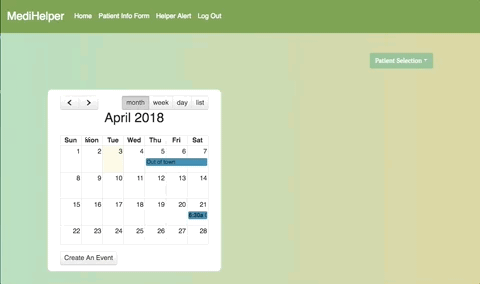 MediHelper Home Patient Info Form Helper Alert Log Out
Patient Selection
month week day list
April 2018
Sun Mon Tue Wed Thu Fri Sat
1 2 3 4 5 6 7
Out of town
8 9 10 11 12 13 14
15 16 17 18 19 20 21
22 23 24 25 26 27 28
Create An Event